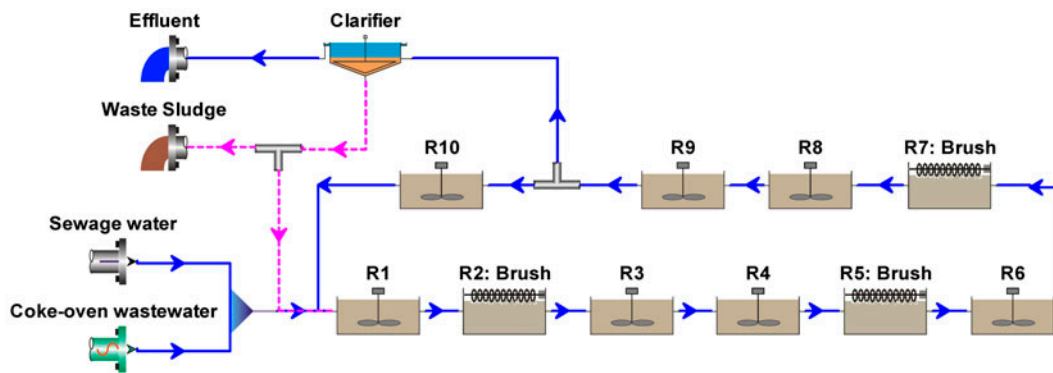 Effluent
Clarifier
Waste Sludge
R10
R9
R8
R7: Brush
Sewage water
R1
R2: Brush
R3
R4
R5: Brush
R6
Coke-oven wastewater